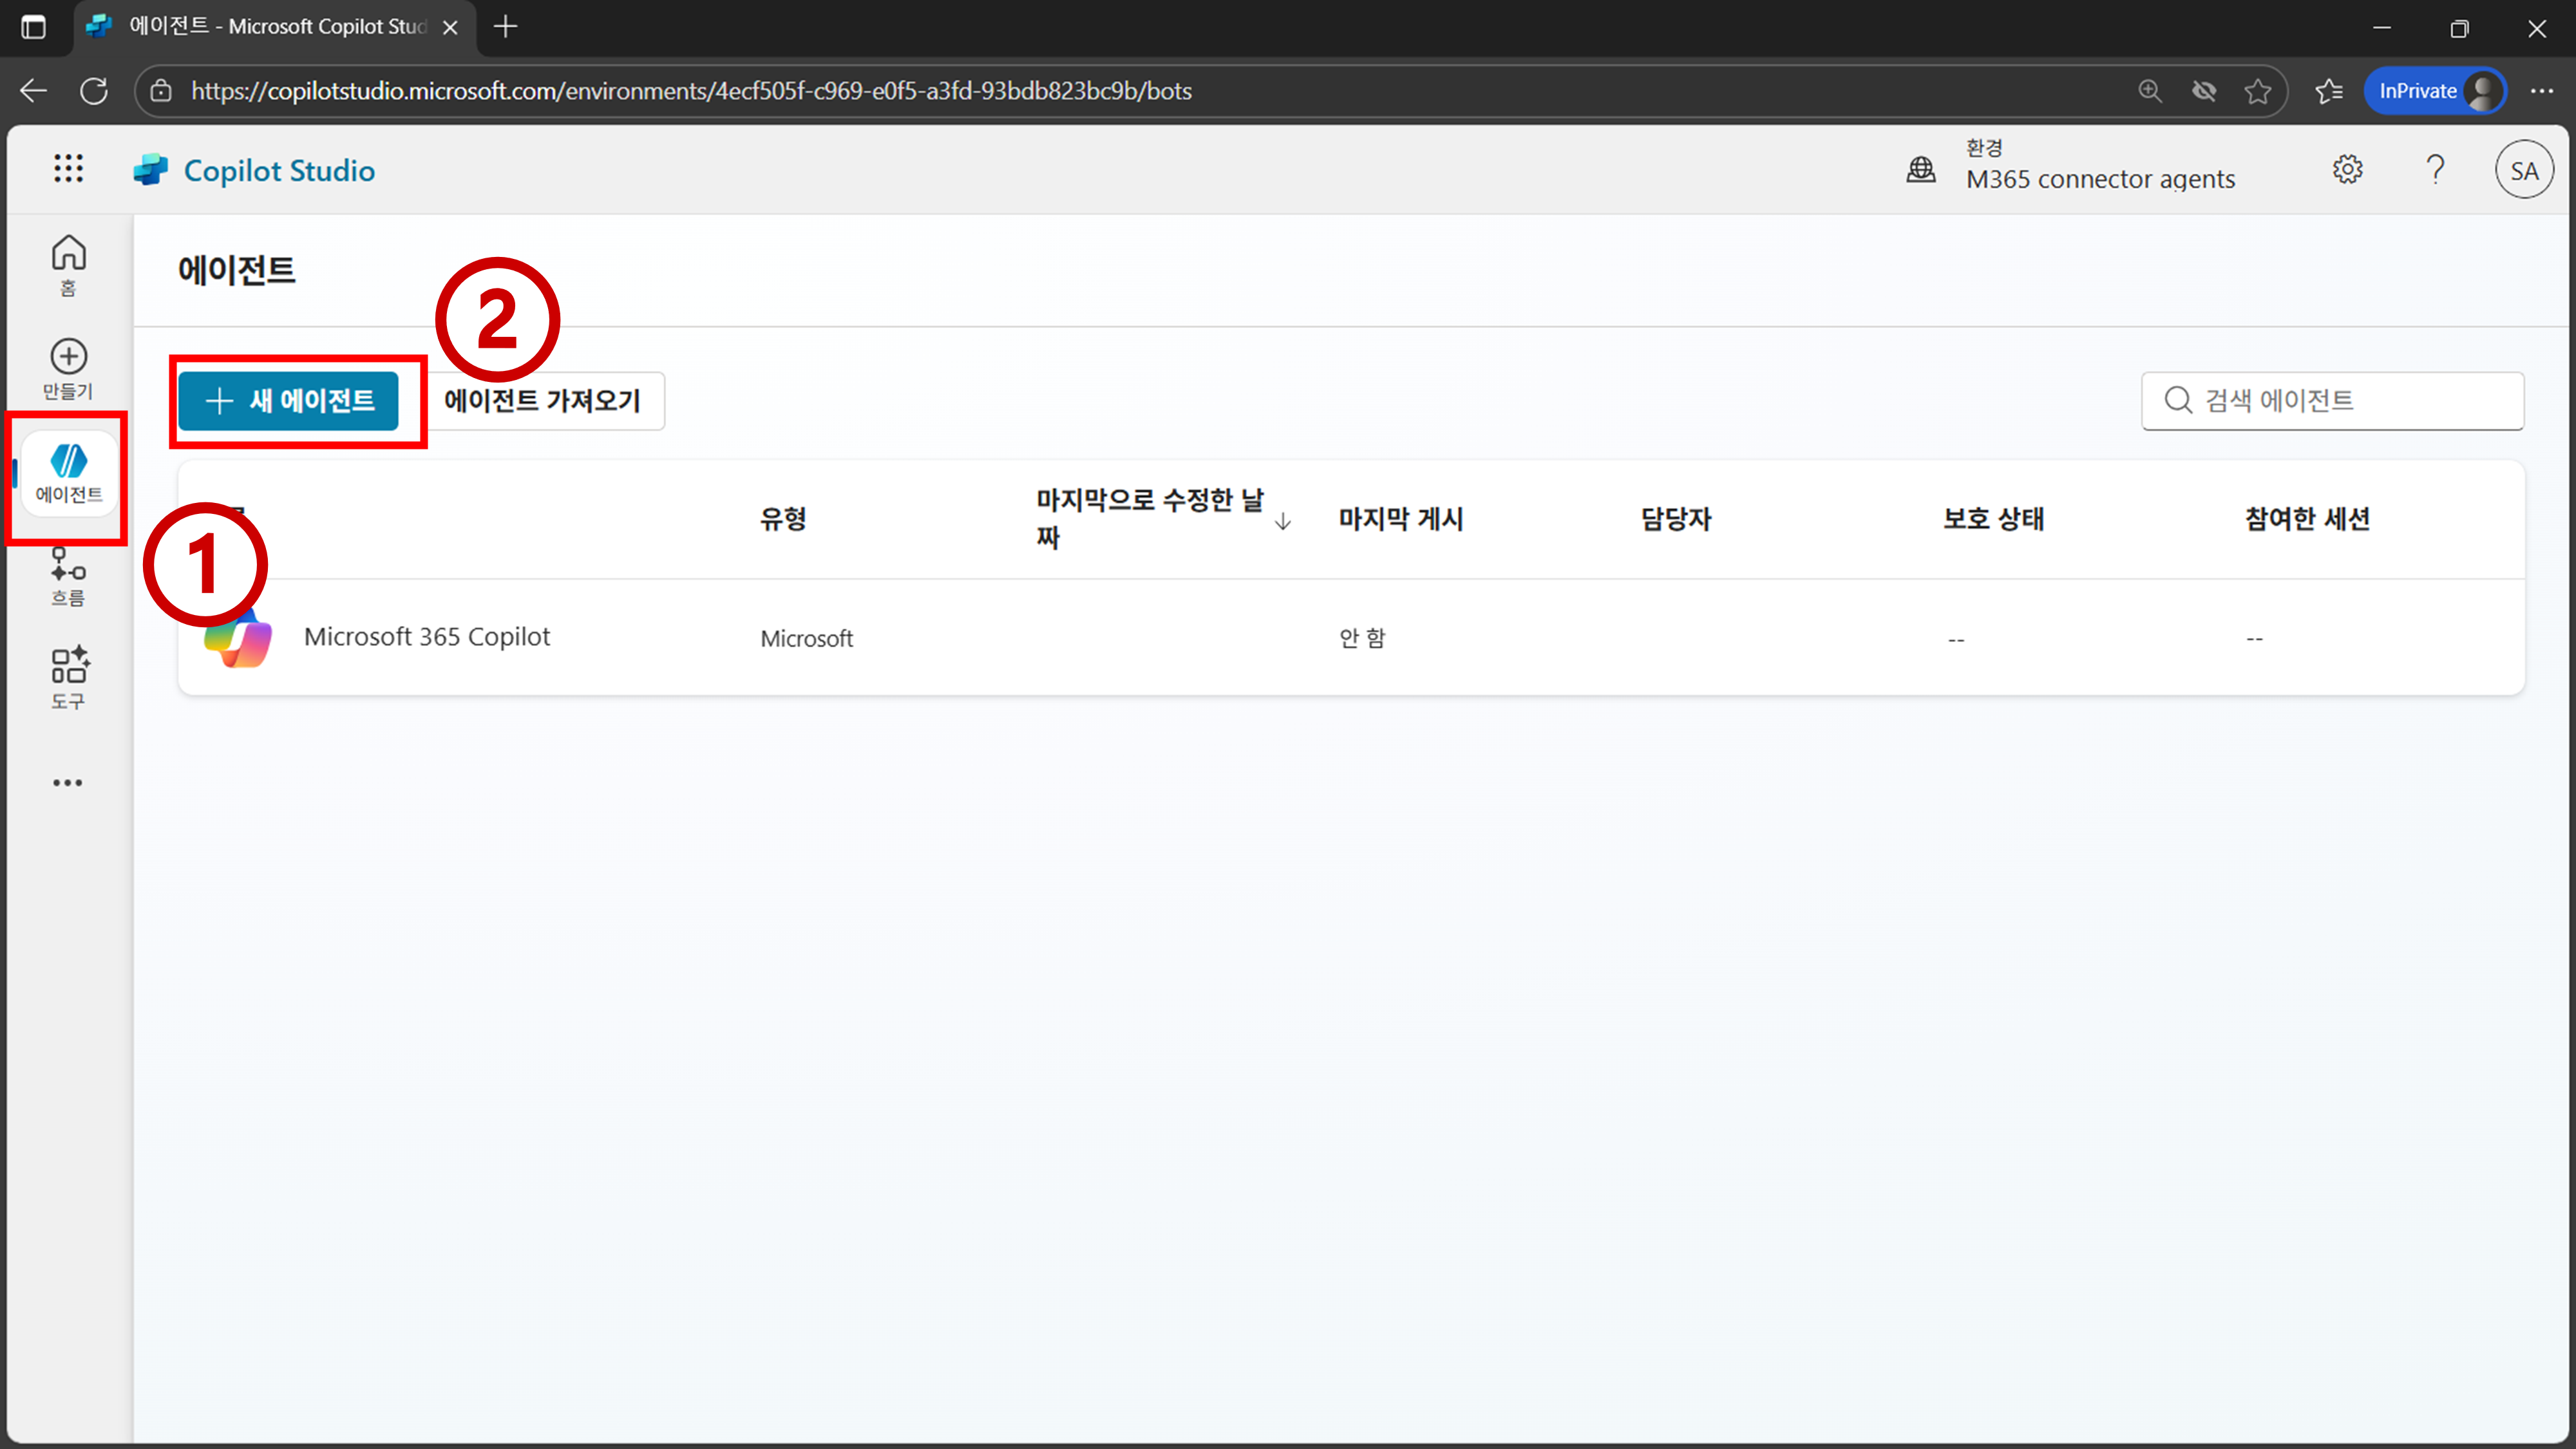 에이전트 - Microsoft Copilot Stud
https://copilotstudio.microsoft.com/environments/4ecf505f-c969-e0f5-a3fd-93bdb823bc9b/bots
InPrivate
Copilot Studio
환경
M365 connector agents
SA
홈
만들기
에이전트
흐름
도구
에이전트
2
새 에이전트
에이전트 가져오기
검색 에이전트
1
유형
마지막으로 수정한 날
짜
마지막 게시
담당자
보호 상태
참여한 세션
Microsoft 365 Copilot
Microsoft
안 함
--
--